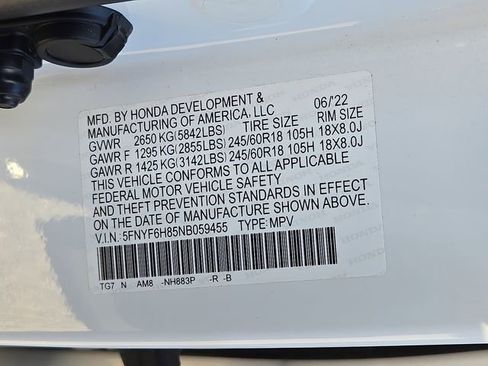 MFD. BY HONDA DEVELOPMENT & 06/'22
MANUFACTURING OF AMERICA, LLC
GVWR 2650 KG (5842LBS) TIRE SIZE RIM SIZE
GAWR F 1295 KG (2855LBS) 245/60R18 105H 18X8.0J
GAWR R 1425 KG (3142LBS) 245/60R18 105H 18X8.0J
THIS VEHICLE CONFORMS TO ALL APPLICABLE
FEDERAL MOTOR VEHICLE SAFETY
AND THEFT PREVENTION STANDARDS IN EFFECT
ON THE DATE OF MANUFACTURE SHOWN ABOVE.
V.I.N.: 5FNYF6H85NB059455 TYPE: MPV
TG7 N AM8 -NH883P -R -B